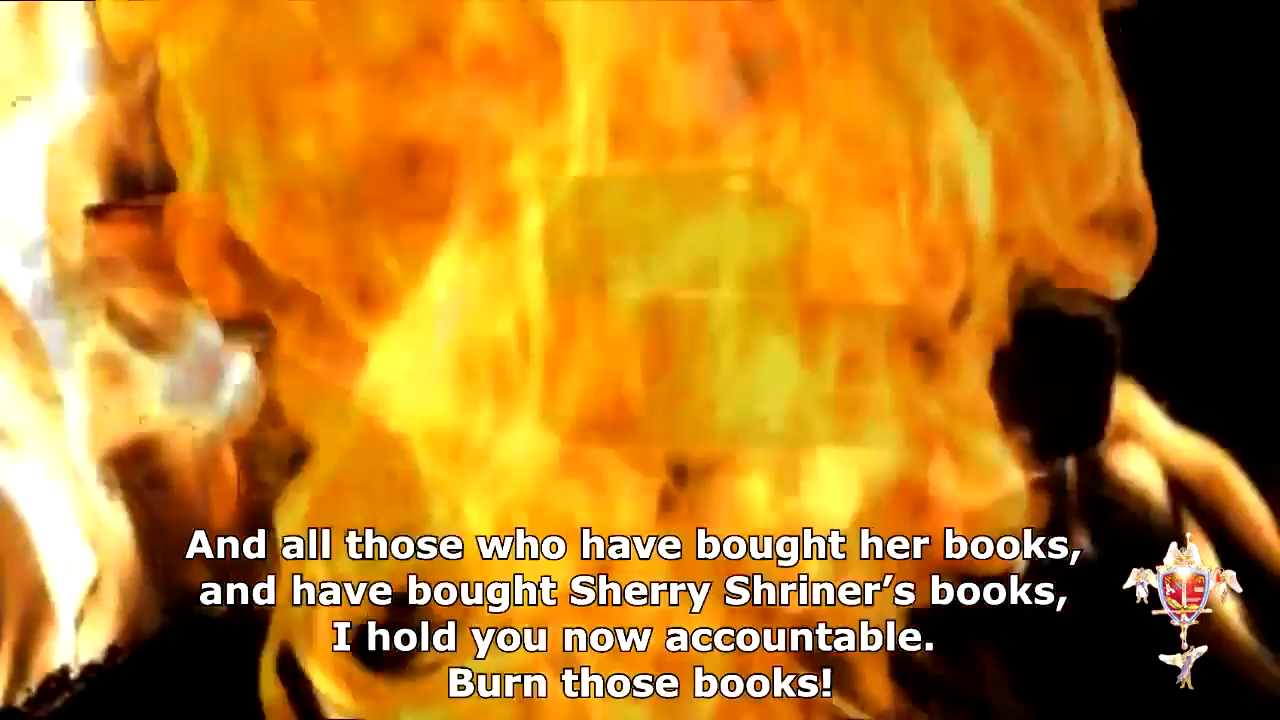 And all those who have bought her books,
and have bought Sherry Shriner’s books,
I hold you now accountable.
Burn those books!